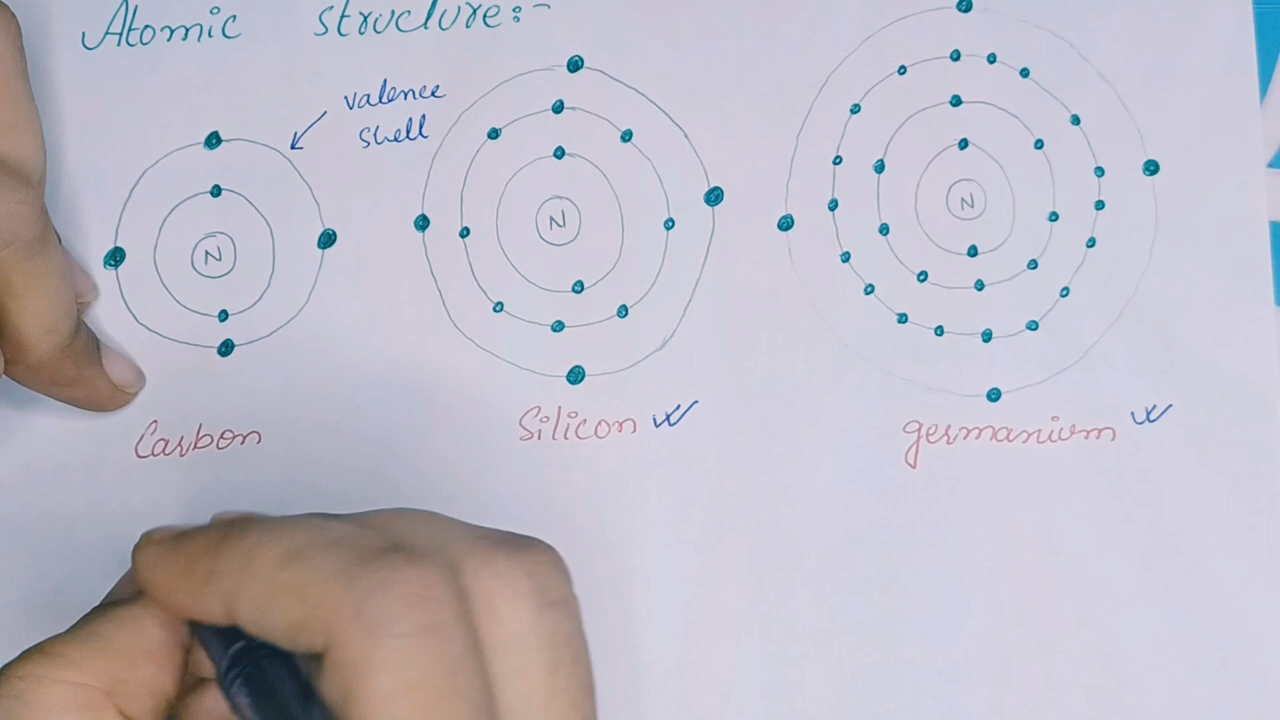 Atomic structure:-
valence
shell
N
N
N
Carbon
Silicon
germanium